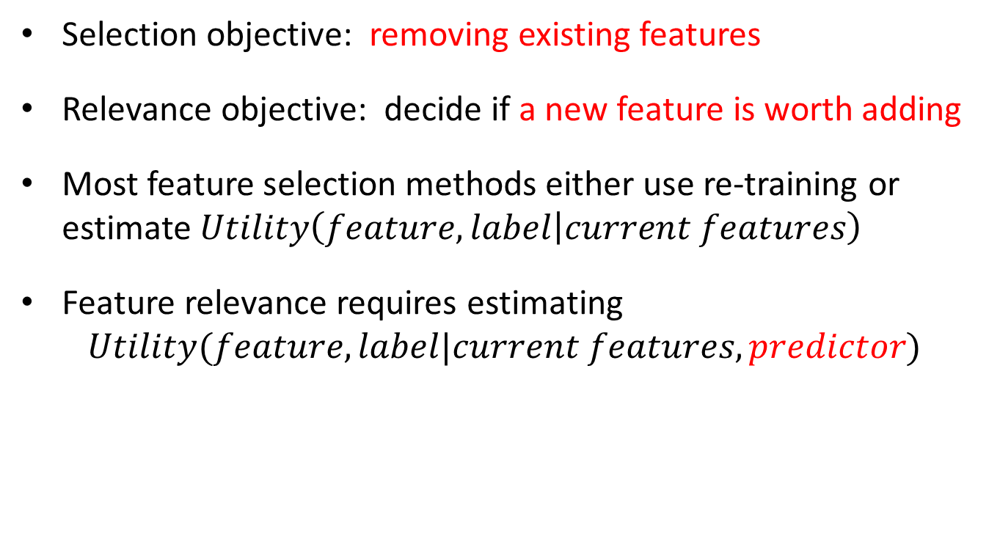 • Selection objective: removing existing features
• Relevance objective: decide if a new feature is worth adding
• Most feature selection methods either use re-training or
estimate Utility(feature, label|current features)
• Feature relevance requires estimating
Utility(feature, label|current features, predictor)